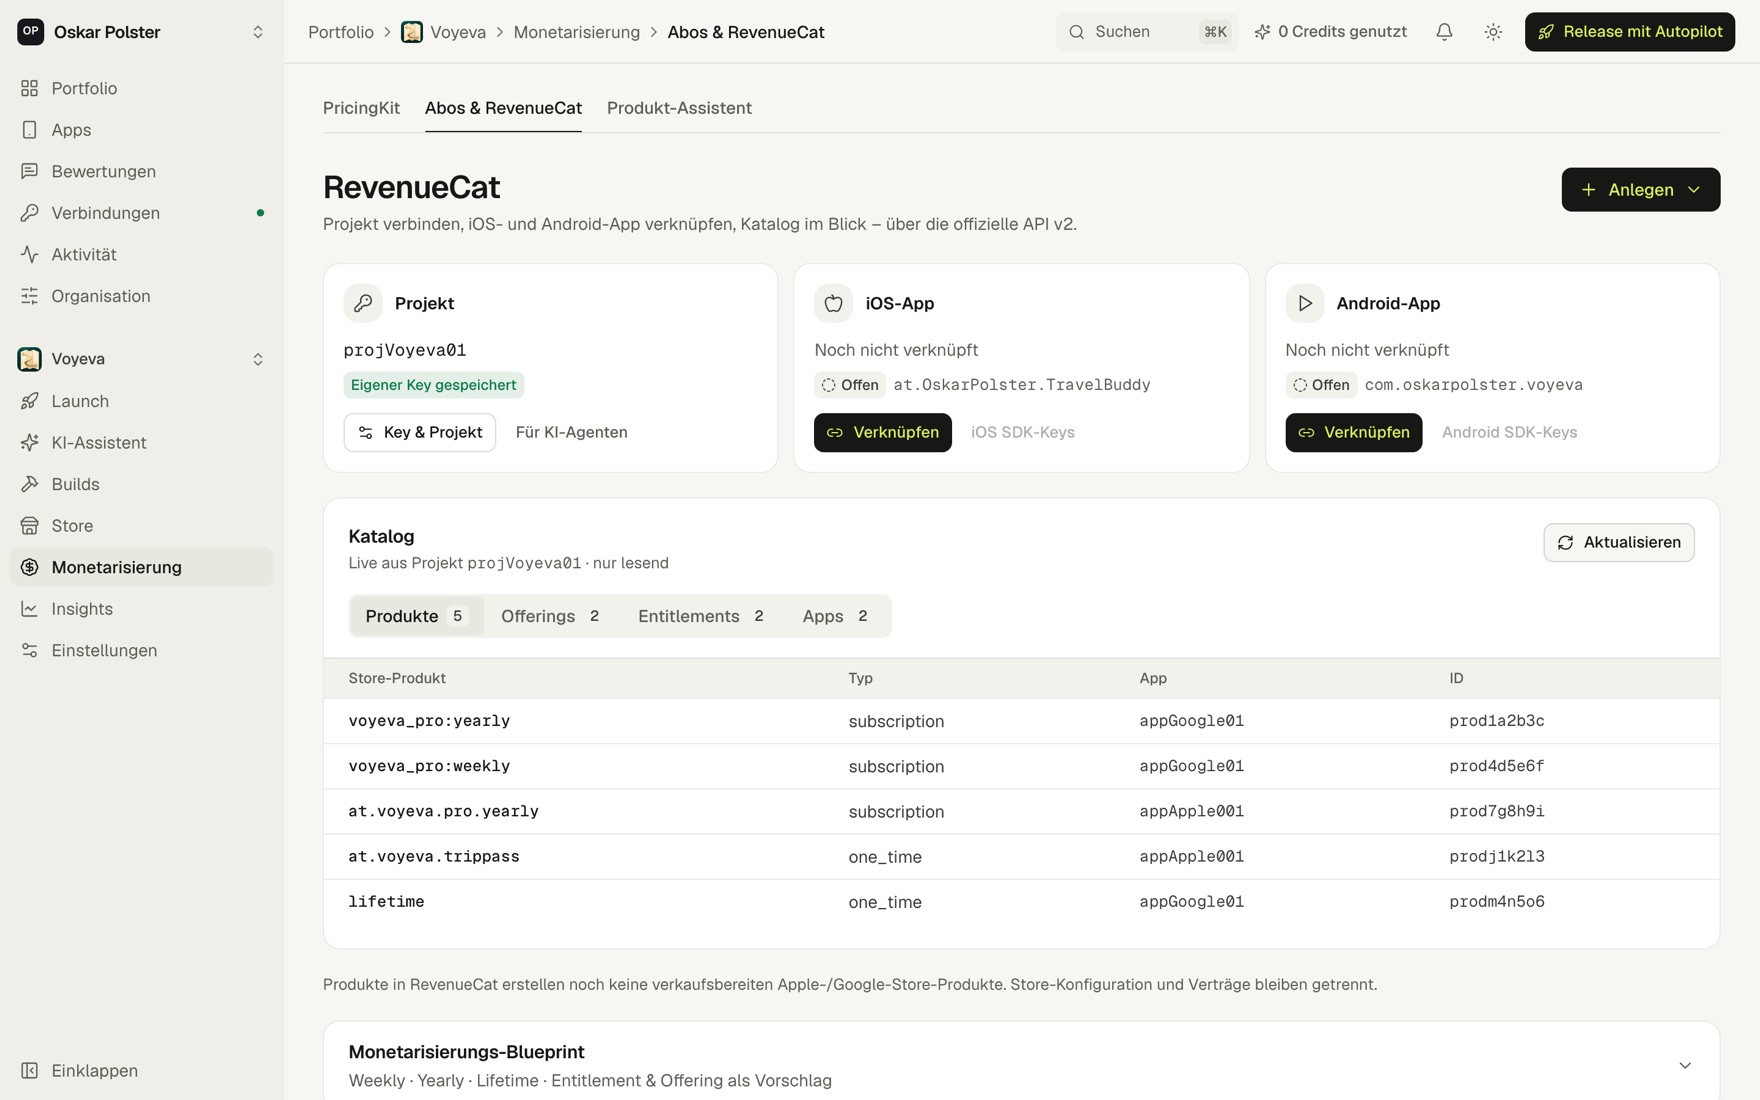 OP Oskar Polster
Portfolio
Apps
Bewertungen
Verbindungen
Aktivität
Organisation
Voyeva
Launch
KI-Assistent
Builds
Store
Monetarisierung
Insights
Einstellungen
Einklappen
Portfolio > Voyeva > Monetarisierung > Abos & RevenueCat
Suchen ⌘K
0 Credits genutzt
Release mit Autopilot
PricingKit Abos & RevenueCat Produkt-Assistent
RevenueCat
Projekt verbinden, iOS- und Android-App verknüpfen, Katalog im Blick – über die offizielle API v2.
+ Anlegen
Projekt
projVoyeva01
Eigener Key gespeichert
Key & Projekt Für KI-Agenten
iOS-App
Noch nicht verknüpft
Offen at.OskarPolster.TravelBuddy
Verknüpfen iOS SDK-Keys
Android-App
Noch nicht verknüpft
Offen com.oskarpolster.voyeva
Verknüpfen Android SDK-Keys
Katalog
Live aus Projekt projVoyeva01 · nur lesend
Aktualisieren
Produkte 5 Offerings 2 Entitlements 2 Apps 2
Store-Produkt Typ App ID
voyeva_pro:yearly subscription appGoogle01 prod1a2b3c
voyeva_pro:weekly subscription appGoogle01 prod4d5e6f
at.voyeva.pro.yearly subscription appApple001 prod7g8h9i
at.voyeva.trippass one_time appApple001 prodj1k2l3
lifetime one_time appGoogle01 prodm4n5o6
Produkte in RevenueCat erstellen noch keine verkaufsbereiten Apple-/Google-Store-Produkte. Store-Konfiguration und Verträge bleiben getrennt.
Monetarisierungs-Blueprint
Weekly · Yearly · Lifetime · Entitlement & Offering als Vorschlag